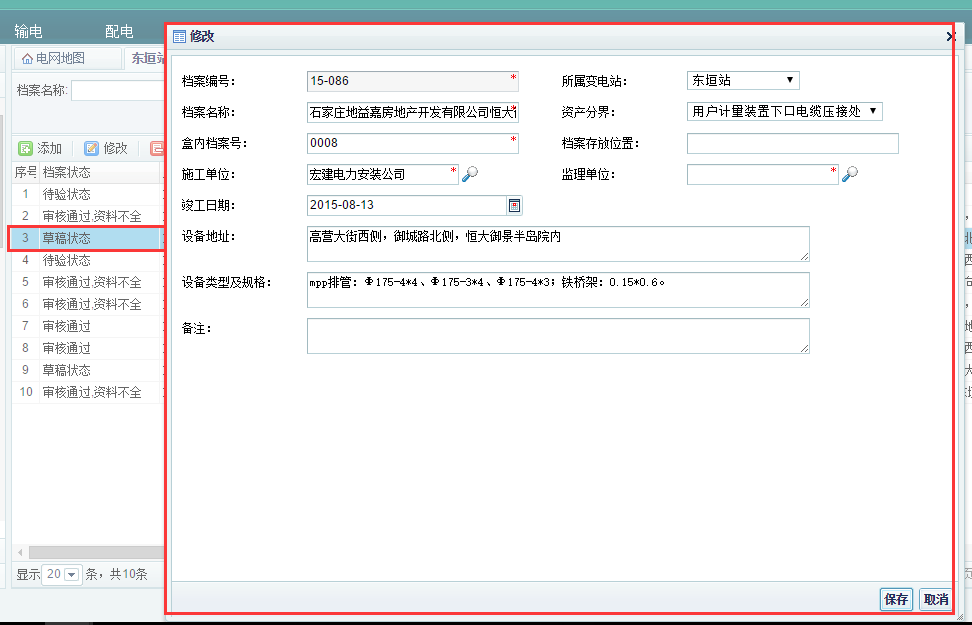 输电 配电
电网地图 东垣站
档案名称:
添加 修改
序号 档案状态
1 待验状态
2 审核通过,资料不全
3 草稿状态
4 待验状态
5 审核通过,资料不全
6 审核通过,资料不全
7 审核通过
8 审核通过
9 草稿状态
10 审核通过,资料不全
显示 20 条，共10条
修改
档案编号: 15-086 * 所属变电站: 东垣站
档案名称: 石家庄地益嘉房地产开发有限公司恒大 资产分界: 用户计量装置下口电缆压接处
盒内档案号: 0008 * 档案存放位置:
施工单位: 宏建电力安装公司 * 监理单位: *
竣工日期: 2015-08-13
设备地址: 高营大街西侧，御城路北侧，恒大御景半岛院内
设备类型及规格: mpp排管：Φ175-4*4、Φ175-3*4、Φ175-4*3；铁桥架：0.15*0.6。
备注:
保存 取消